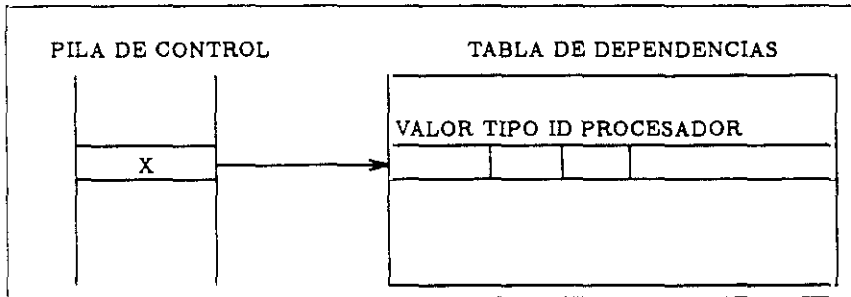 PILA DE CONTROL
TABLA DE DEPENDENCIAS
VALOR TIPO ID PROCESADOR
X